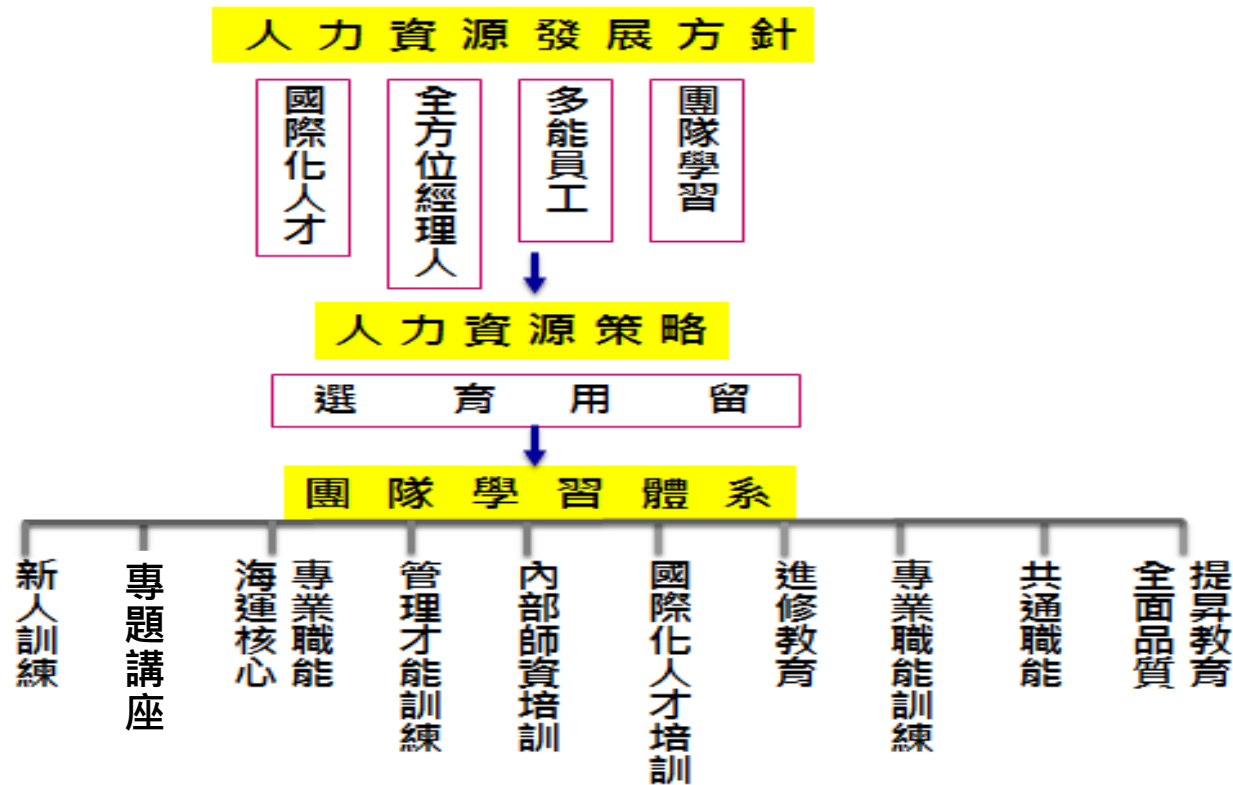 人力資源發展方針
國際化人才
全方位經理人
多能員工
團隊學習
人力資源策略
選 育 用 留
團隊學習體系
新人訓練
專題講座
海運核心
專業職能
管理才能訓練
內部師資培訓
國際化人才培訓
進修教育
專業職能訓練
共通職能
全面品質
提昇教育